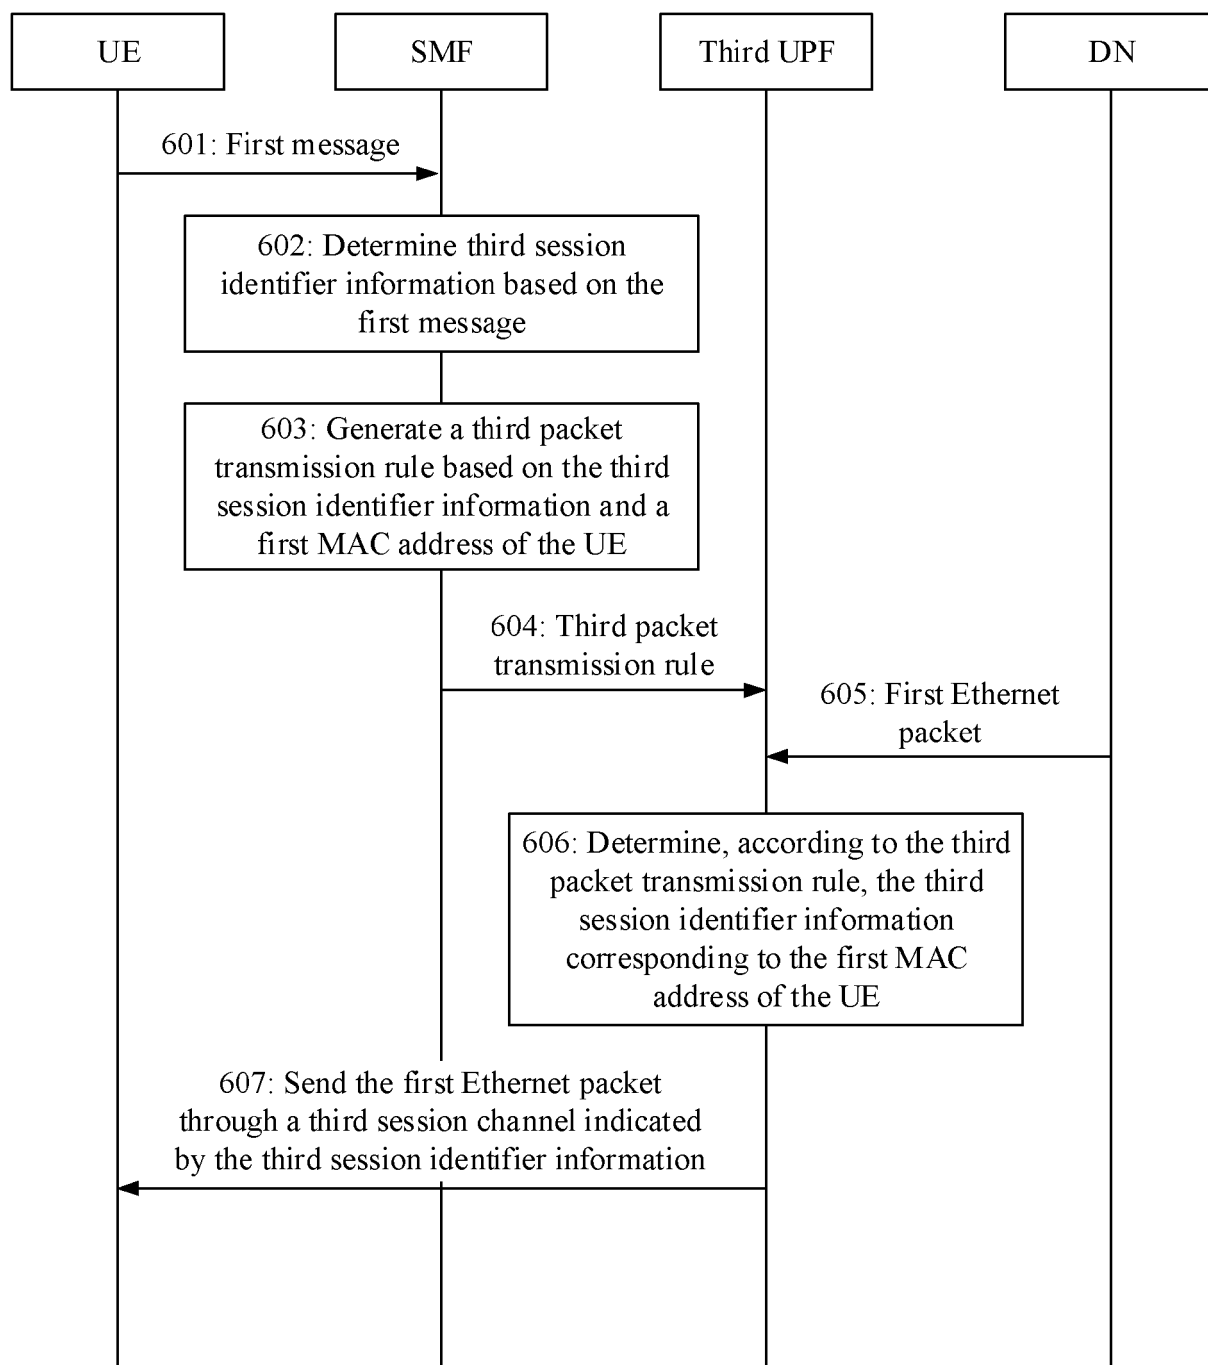 UE
SMF
Third UPF
DN
601: First message
602: Determine third session
identifier information based on the
first message
603: Generate a third packet
transmission rule based on the third
session identifier information and a
first MAC address of the UE
604: Third packet
transmission rule
605: First Ethernet
packet
606: Determine, according to the third
packet transmission rule, the third
session identifier information
corresponding to the first MAC
address of the UE
607: Send the first Ethernet packet
through a third session channel indicated
by the third session identifier information